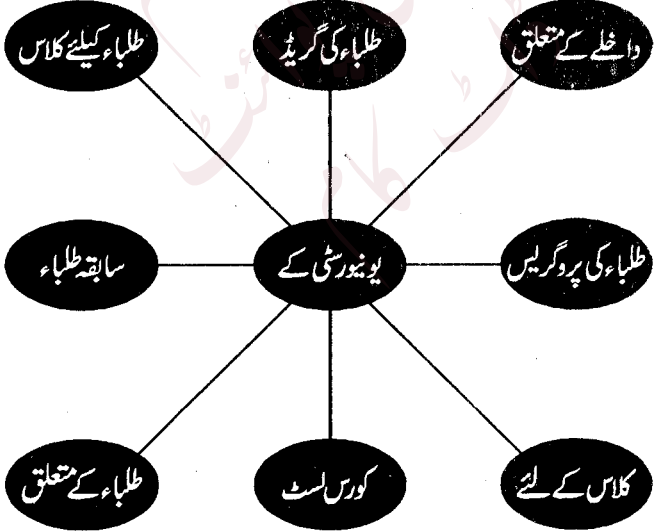 داخلے کے متعلق
طلباء کی گریڈ
طلباء کیلئے کلاس
طلباء کی پروگریس
یونیورسٹی کے
سابقہ طلباء
کلاس کے لئے
کورس لسٹ
طلباء کے متعلق